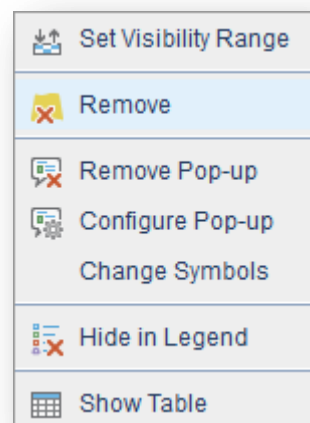 Set Visibility Range
Remove
Remove Pop-up
Configure Pop-up
Change Symbols
Hide in Legend
Show Table